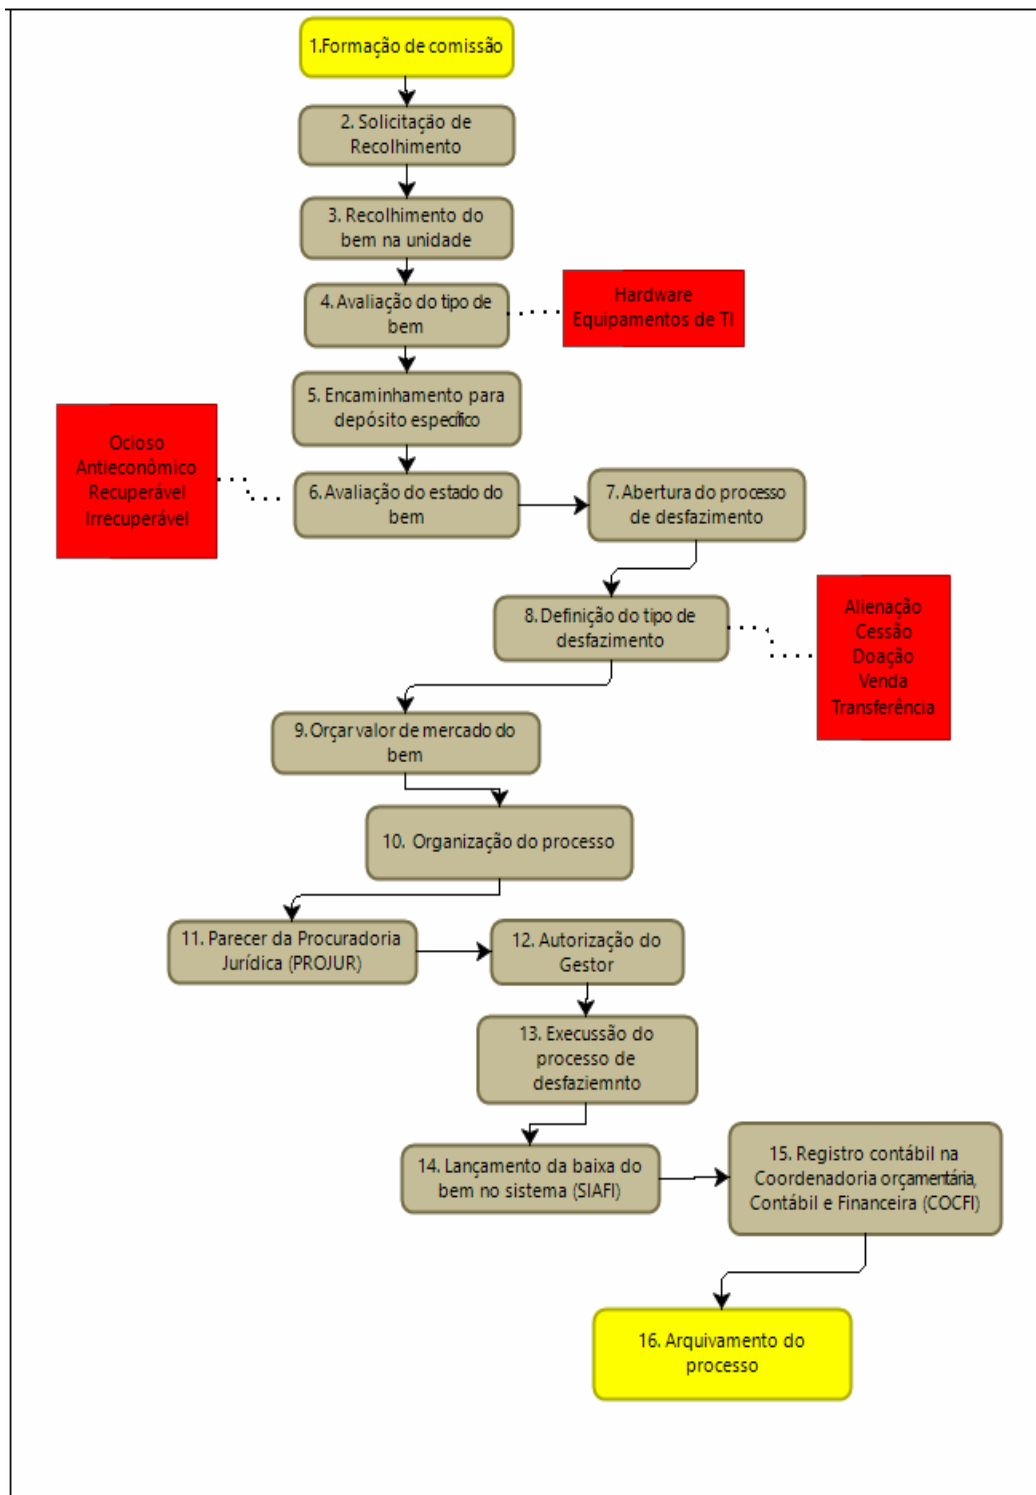 1.Formação de comissão
2. Solicitação de
Recolhimento
3. Recolhimento do
bem na unidade
4. Avaliação do tipo de
bem
Hardware
Equipamentos de TI
5. Encaminhamento para
depósito específico
Ocioso
Antieconômico
Recuperável
Irrecuperável
6. Avaliação do estado do
bem
7. Abertura do processo
de desfazimento
8. Definição do tipo de
desfazimento
Alienação
Cessão
Doação
Venda
Transferência
9. Orçar valor de mercado do
bem
10. Organização do processo
11. Parecer da Procuradoria
Jurídica (PROJUR)
12. Autorização do
Gestor
13. Execussão do
processo de
desfaziemnto
14. Lançamento da baixa do
bem no sistema (SIAFI)
15. Registro contábil na
Coordenadoria orçamentária,
Contábil e Financeira (COCFI)
16. Arquivamento do
processo